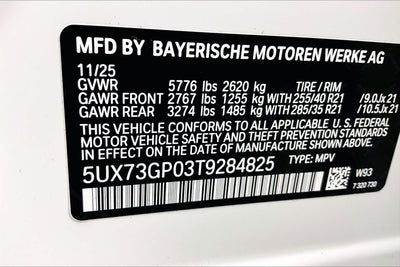 MFD BY BAYERISCHE MOTOREN WERKE AG
11/25
GVWR 5776 lbs 2620 kg TIRE / RIM
GAWR FRONT 2767 lbs 1255 kg WITH 255/40 R21 /9.0Jx 21
GAWR REAR 3274 lbs 1485 kg WITH 285/35 R21 /10.5Jx 21
THIS VEHICLE CONFORMS TO ALL APPLICABLE U.S. FEDERAL
MOTOR VEHICLE SAFETY AND THEFT PREVENTION STANDARDS
IN EFFECT ON THE DATE OF MANUFACTURE SHOWN ABOVE.
5UX73GP03T9284825 TYPE: MPV
W93
7 320 730